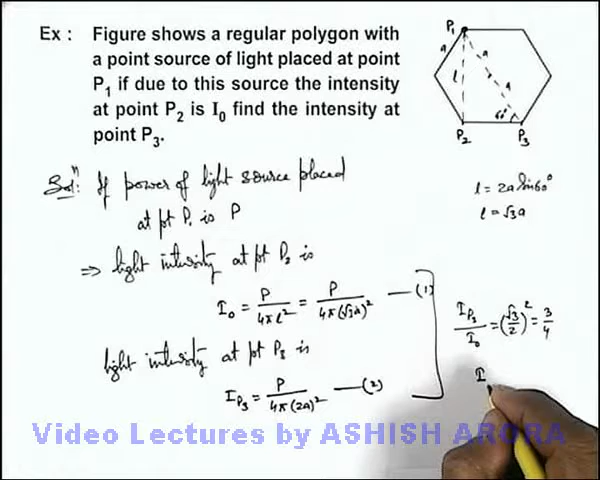 Ex : Figure shows a regular polygon with
a point source of light placed at point
P₁ if due to this source the intensity
at point P₂ is I₀ find the intensity at
point P₃.
P₁
a
a
l
a
60°
P₂
P₃
l = 2a sin60°
l = √3a
Solⁿ: If power of light source placed
at pt P₁ is P
⇒ light intensity at pt P₂ is
I₀ = P/4πl² = P/4π(√3a)² —(1)
light intensity at pt P₃ is
I_P₃ = P/4π(2a)² —(2)
I_P₃/I₀ = (√3/2)² = 3/4
I
Video Lectures by ASHISH ARORA